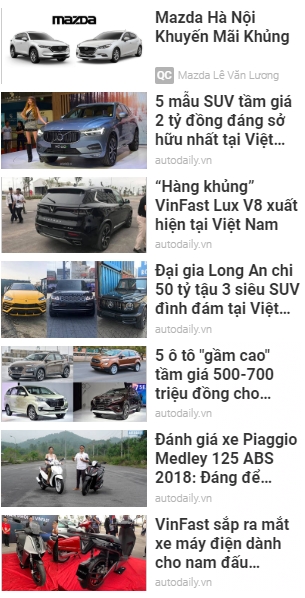 mazda
Mazda Hà Nội
Khuyến Mãi Khủng
QC Mazda Lê Văn Lương
5 mẫu SUV tầm giá
2 tỷ đồng đáng sở
hữu nhất tại Việt...
autodaily.vn
“Hàng khủng”
VinFast Lux V8 xuất
hiện tại Việt Nam
autodaily.vn
Đại gia Long An chi
50 tỷ tậu 3 siêu SUV
đình đám tại Việt...
autodaily.vn
5 ô tô "gầm cao"
tầm giá 500-700
triệu đồng cho...
autodaily.vn
Đánh giá xe Piaggio
Medley 125 ABS
2018: Đáng để...
autodaily.vn
VinFast sắp ra mắt
xe máy điện dành
cho nam đấu...
autodaily.vn